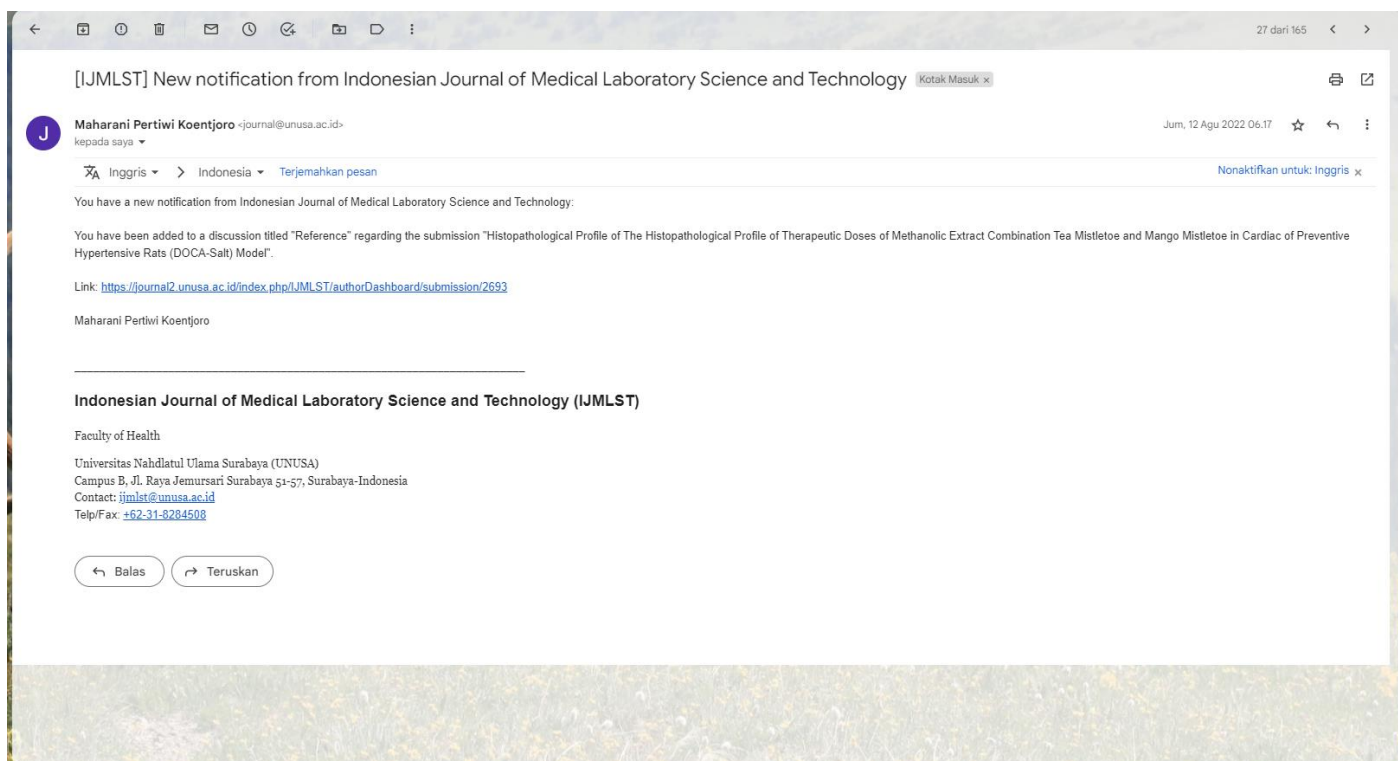 27 dari 165
[IJMLST] New notification from Indonesian Journal of Medical Laboratory Science and Technology Kotak Masuk ×
J
Maharani Pertiwi Koentjoro <journal@unusa.ac.id>
Jum, 12 Agu 2022 06.17
kepada saya
Inggris > Indonesia Terjemahkan pesan
Nonaktifkan untuk: Inggris ×
You have a new notification from Indonesian Journal of Medical Laboratory Science and Technology:
You have been added to a discussion titled "Reference" regarding the submission "Histopathological Profile of The Histopathological Profile of Therapeutic Doses of Methanolic Extract Combination Tea Mistletoe and Mango Mistletoe in Cardiac of Preventive
Hypertensive Rats (DOCA-Salt) Model".
Link: https://journal2.unusa.ac.id/index.php/IJMLST/authorDashboard/submission/2693
Maharani Pertiwi Koentjoro
Indonesian Journal of Medical Laboratory Science and Technology (IJMLST)
Faculty of Health
Universitas Nahdlatul Ulama Surabaya (UNUSA)
Campus B, Jl. Raya Jemursari Surabaya 51-57, Surabaya-Indonesia
Contact: ijmlst@unusa.ac.id
Telp/Fax: +62-31-8284508
Balas
Teruskan